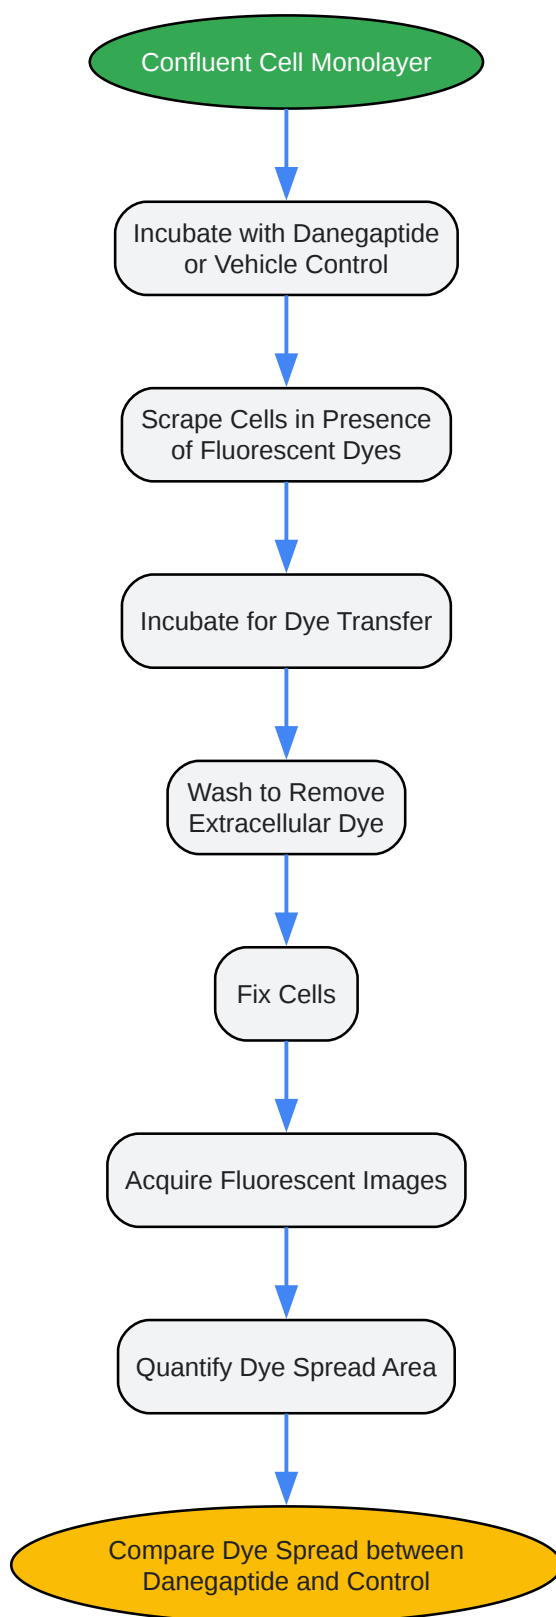 Confluent Cell Monolayer
Incubate with Danegaptide
or Vehicle Control
Scrape Cells in Presence
of Fluorescent Dyes
Incubate for Dye Transfer
Wash to Remove
Extracellular Dye
Fix Cells
Acquire Fluorescent Images
Quantify Dye Spread Area
Compare Dye Spread between
Danegaptide and Control